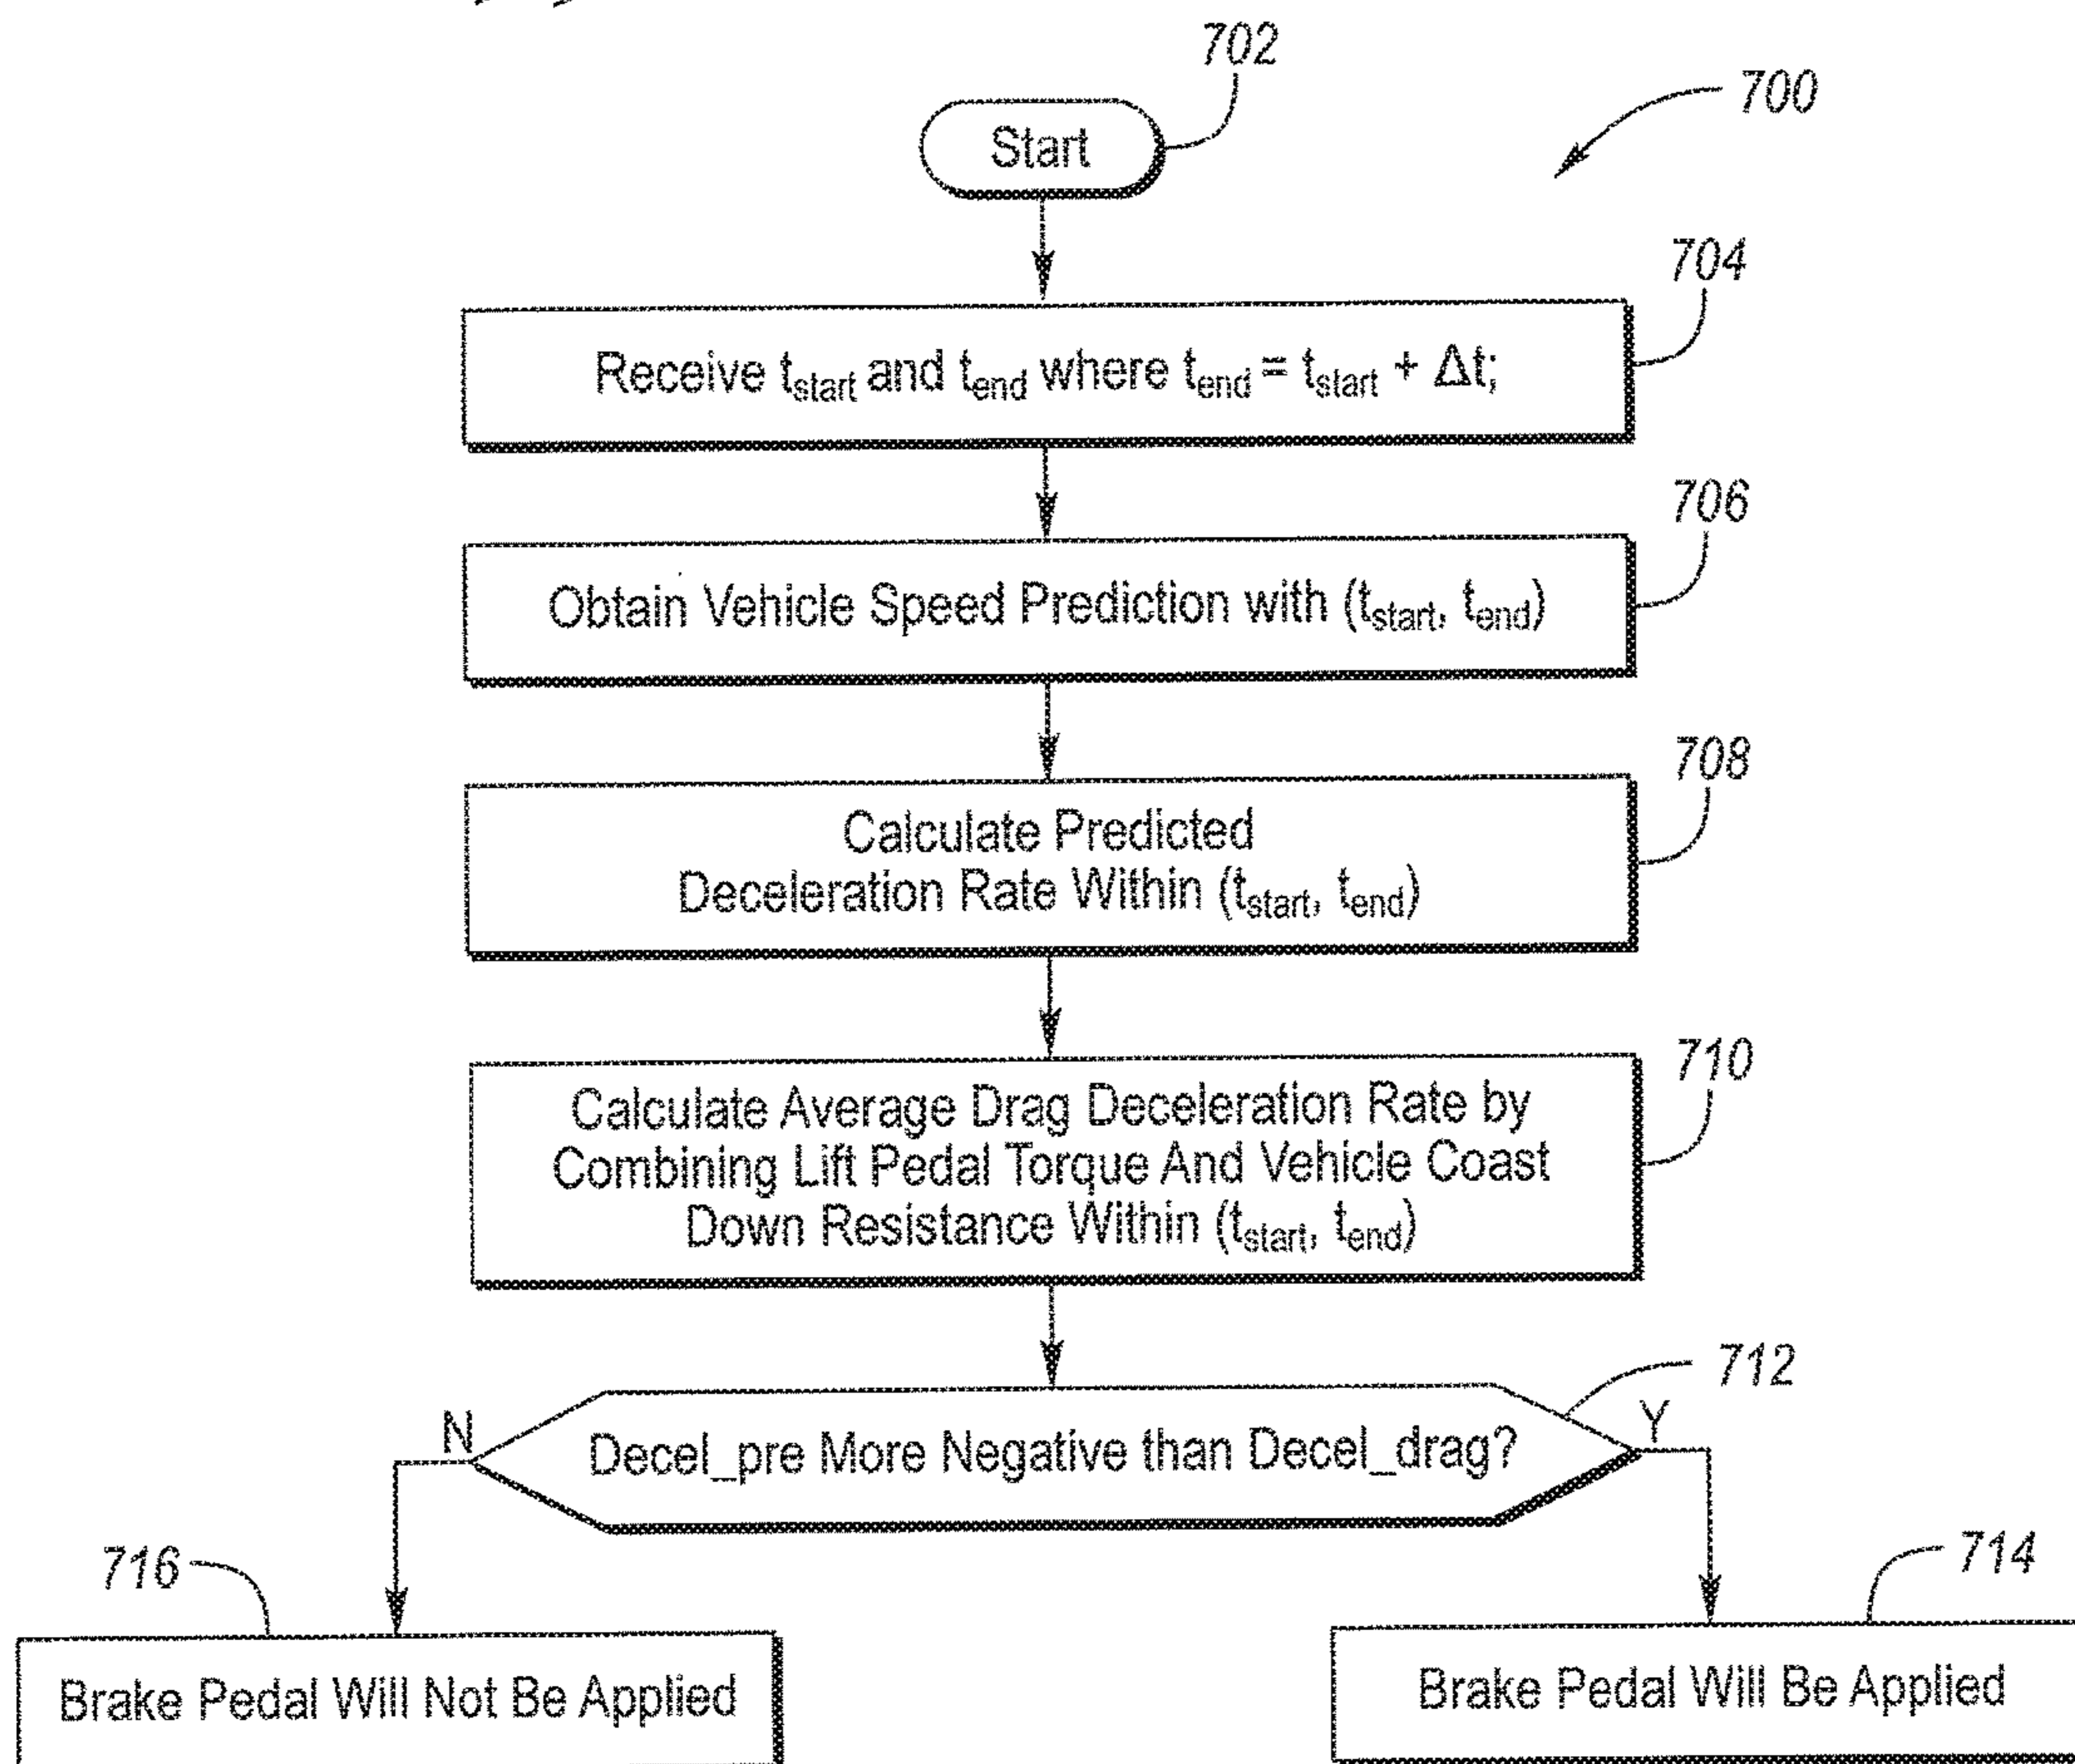 702
700
Start
704
Receive tstart and tend where tend = tstart + Δt;
706
Obtain Vehicle Speed Prediction with (tstart, tend)
708
Calculate Predicted
Deceleration Rate Within (tstart, tend)
710
Calculate Average Drag Deceleration Rate by
Combining Lift Pedal Torque And Vehicle Coast
Down Resistance Within (tstart, tend)
712
N
Y
Decel_pre More Negative than Decel_drag?
716
714
Brake Pedal Will Not Be Applied
Brake Pedal Will Be Applied